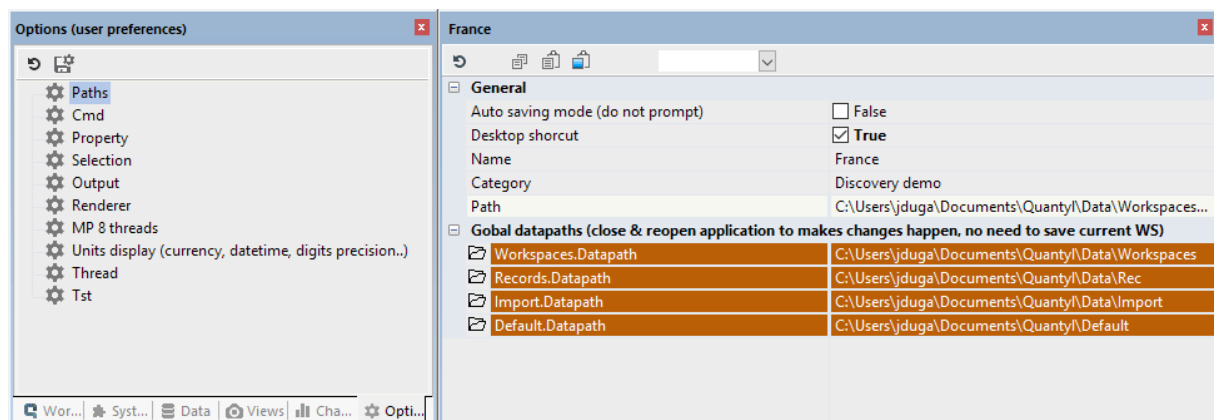 Options (user preferences)
Paths
Cmd
Property
Selection
Output
Renderer
MP 8 threads
Units display (currency, datetime, digits precision..)
Thread
Tst
Wor... Syst... Data Views Cha... Opti...
France
General
Auto saving mode (do not prompt) False
Desktop shorcut True
Name France
Category Discovery demo
Path C:\Users\jduga\Documents\Quantyl\Data\Workspaces...
Gobal datapaths (close & reopen application to makes changes happen, no need to save current WS)
Workspaces.Datapath C:\Users\jduga\Documents\Quantyl\Data\Workspaces
Records.Datapath C:\Users\jduga\Documents\Quantyl\Data\Rec
Import.Datapath C:\Users\jduga\Documents\Quantyl\Data\Import
Default.Datapath C:\Users\jduga\Documents\Quantyl\Default